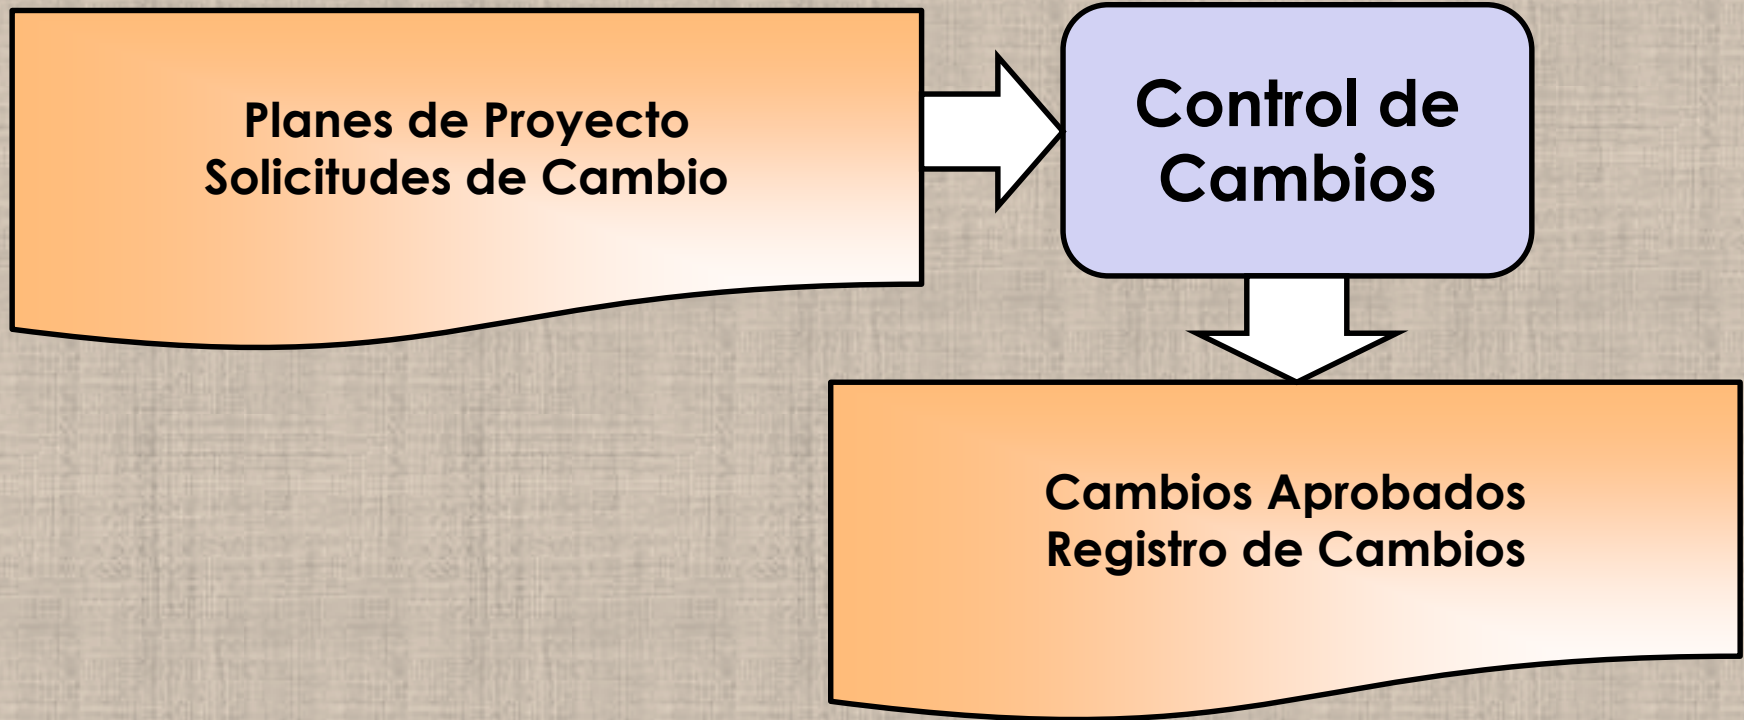 Planes de Proyecto
Solicitudes de Cambio
Control de
Cambios
Cambios Aprobados
Registro de Cambios